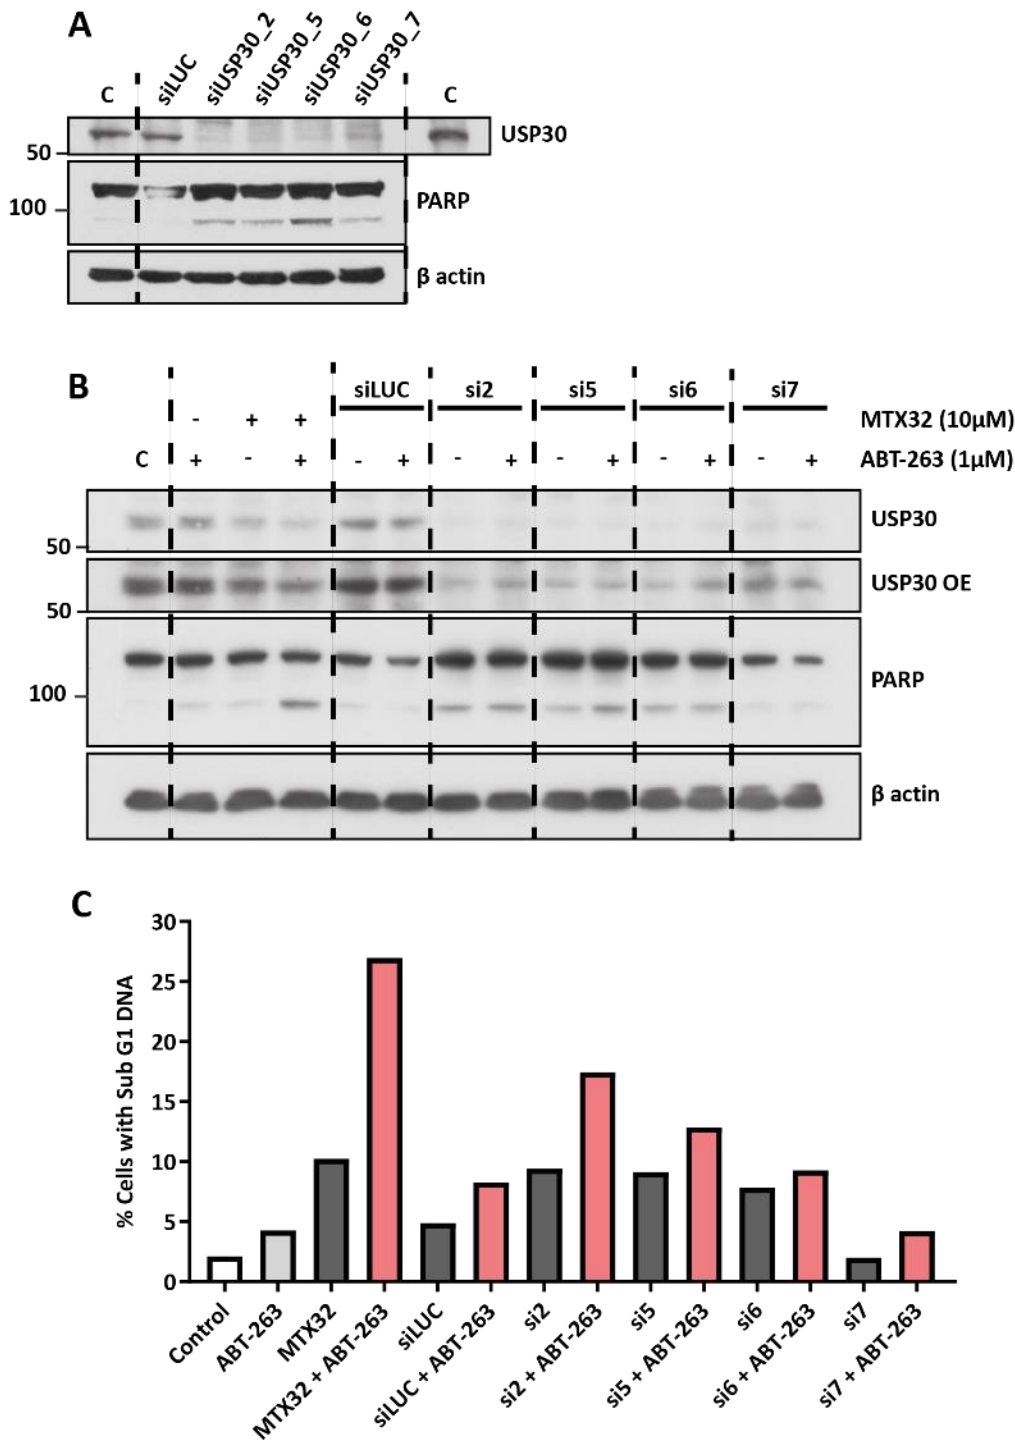 A
C siLUC siUSP30_2 siUSP30_5 siUSP30_6 siUSP30_7 C
USP30
50
PARP
100
β actin
B
siLUC si2 si5 si6 si7
- + + MTX32 (10µM)
C + - + - + - + - + - + - + ABT-263 (1µM)
USP30
50
USP30 OE
50
PARP
100
β actin
C
30
25
20
15
10
5
0
% Cells with Sub G1 DNA
Control
ABT-263
MTX32
MTX32 + ABT-263
siLUC
siLUC + ABT-263
si2
si2 + ABT-263
si5
si5 + ABT-263
si6
si6 + ABT-263
si7
si7 + ABT-263